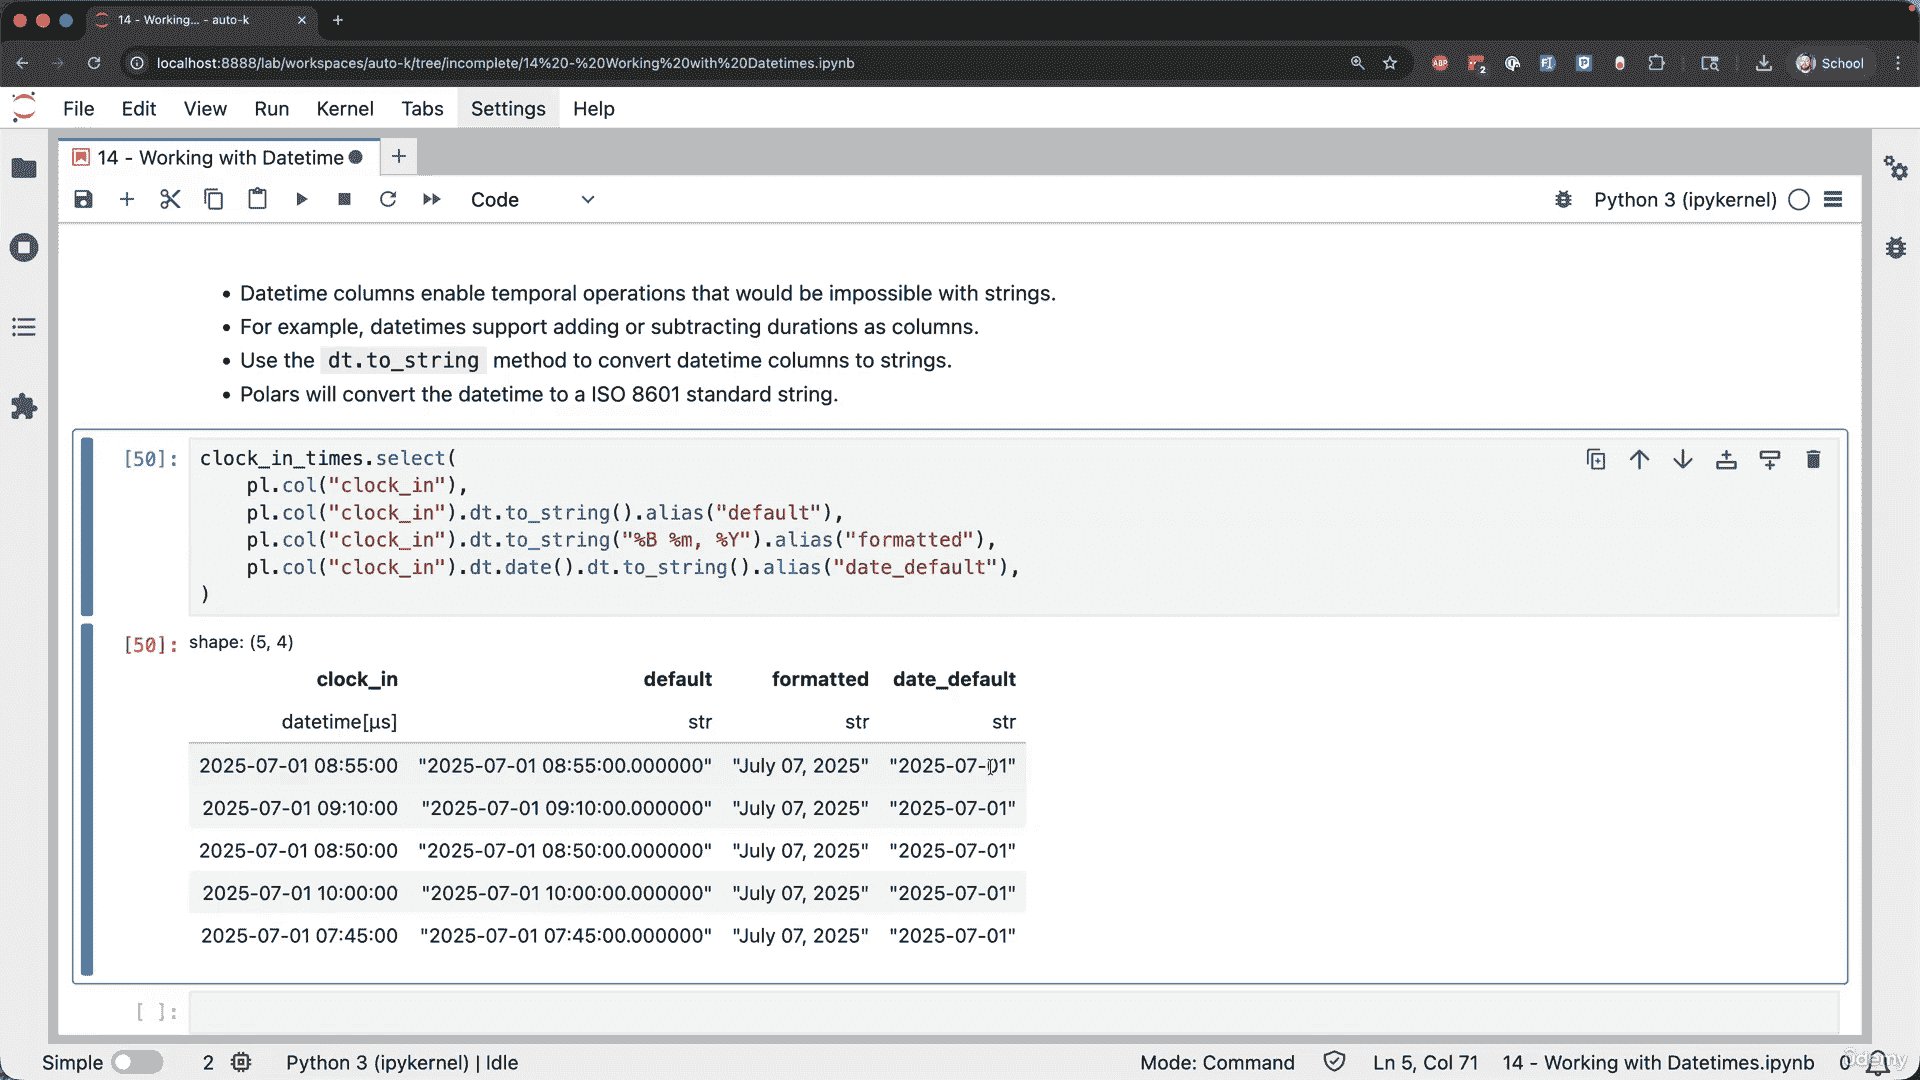 14 - Working... - auto-k
localhost:8888/lab/workspaces/auto-k/tree/incomplete/14%20-%20Working%20with%20Datetimes.ipynb
ABP
2
School
File Edit View Run Kernel Tabs Settings Help
14 - Working with Datetime
Code
Python 3 (ipykernel)
• Datetime columns enable temporal operations that would be impossible with strings.
• For example, datetimes support adding or subtracting durations as columns.
• Use the dt.to_string method to convert datetime columns to strings.
• Polars will convert the datetime to a ISO 8601 standard string.
[50]: clock_in_times.select(
pl.col("clock_in"),
pl.col("clock_in").dt.to_string().alias("default"),
pl.col("clock_in").dt.to_string("%B %m, %Y").alias("formatted"),
pl.col("clock_in").dt.date().dt.to_string().alias("date_default"),
)
[50]: shape: (5, 4)
clock_in default formatted date_default
datetime[μs] str str str
2025-07-01 08:55:00 "2025-07-01 08:55:00.000000" "July 07, 2025" "2025-07-01"
2025-07-01 09:10:00 "2025-07-01 09:10:00.000000" "July 07, 2025" "2025-07-01"
2025-07-01 08:50:00 "2025-07-01 08:50:00.000000" "July 07, 2025" "2025-07-01"
2025-07-01 10:00:00 "2025-07-01 10:00:00.000000" "July 07, 2025" "2025-07-01"
2025-07-01 07:45:00 "2025-07-01 07:45:00.000000" "July 07, 2025" "2025-07-01"
[ ]:
Simple 2 Python 3 (ipykernel) | Idle Mode: Command Ln 5, Col 71 14 - Working with Datetimes.ipynb 0
udemy